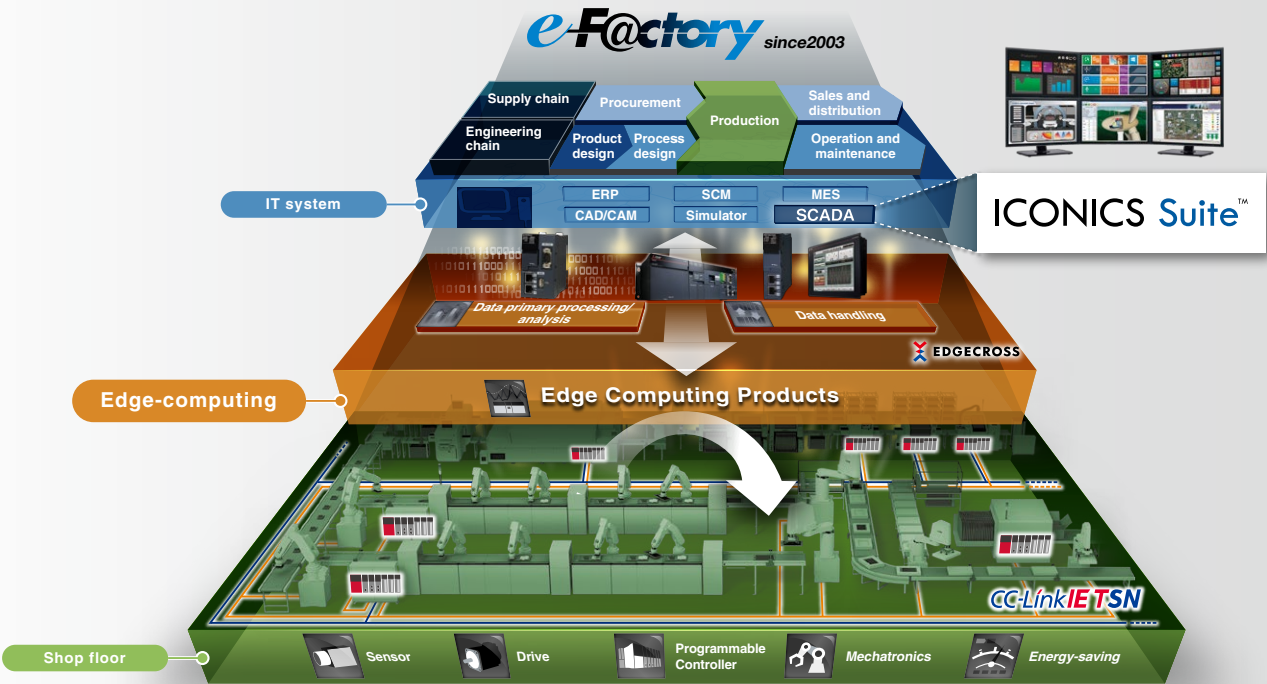 e-F@ctory since2003
Supply chain
Procurement
Production
Sales and
distribution
Engineering
chain
Product
design
Process
design
Operation and
maintenance
IT system
ERP
SCM
MES
CAD/CAM
Simulator
SCADA
ICONICS Suite™
Data primary processing/
analysis
Data handling
EDGECROSS
Edge-computing
Edge Computing Products
CC-Link IE TSN
Shop floor
Sensor
Drive
Programmable
Controller
Mechatronics
Energy-saving